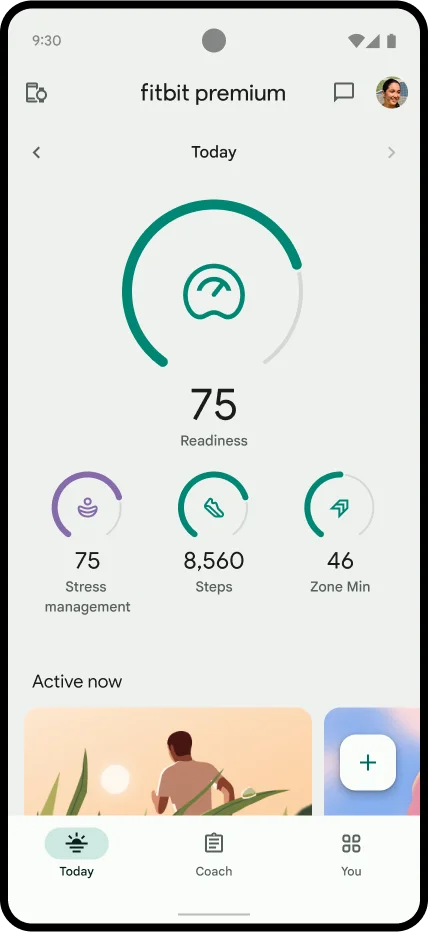 9:30
fitbit premium
Today
75
Readiness
75
8,560
46
Stress
management
Steps
Zone Min
Active now
Today
Coach
You